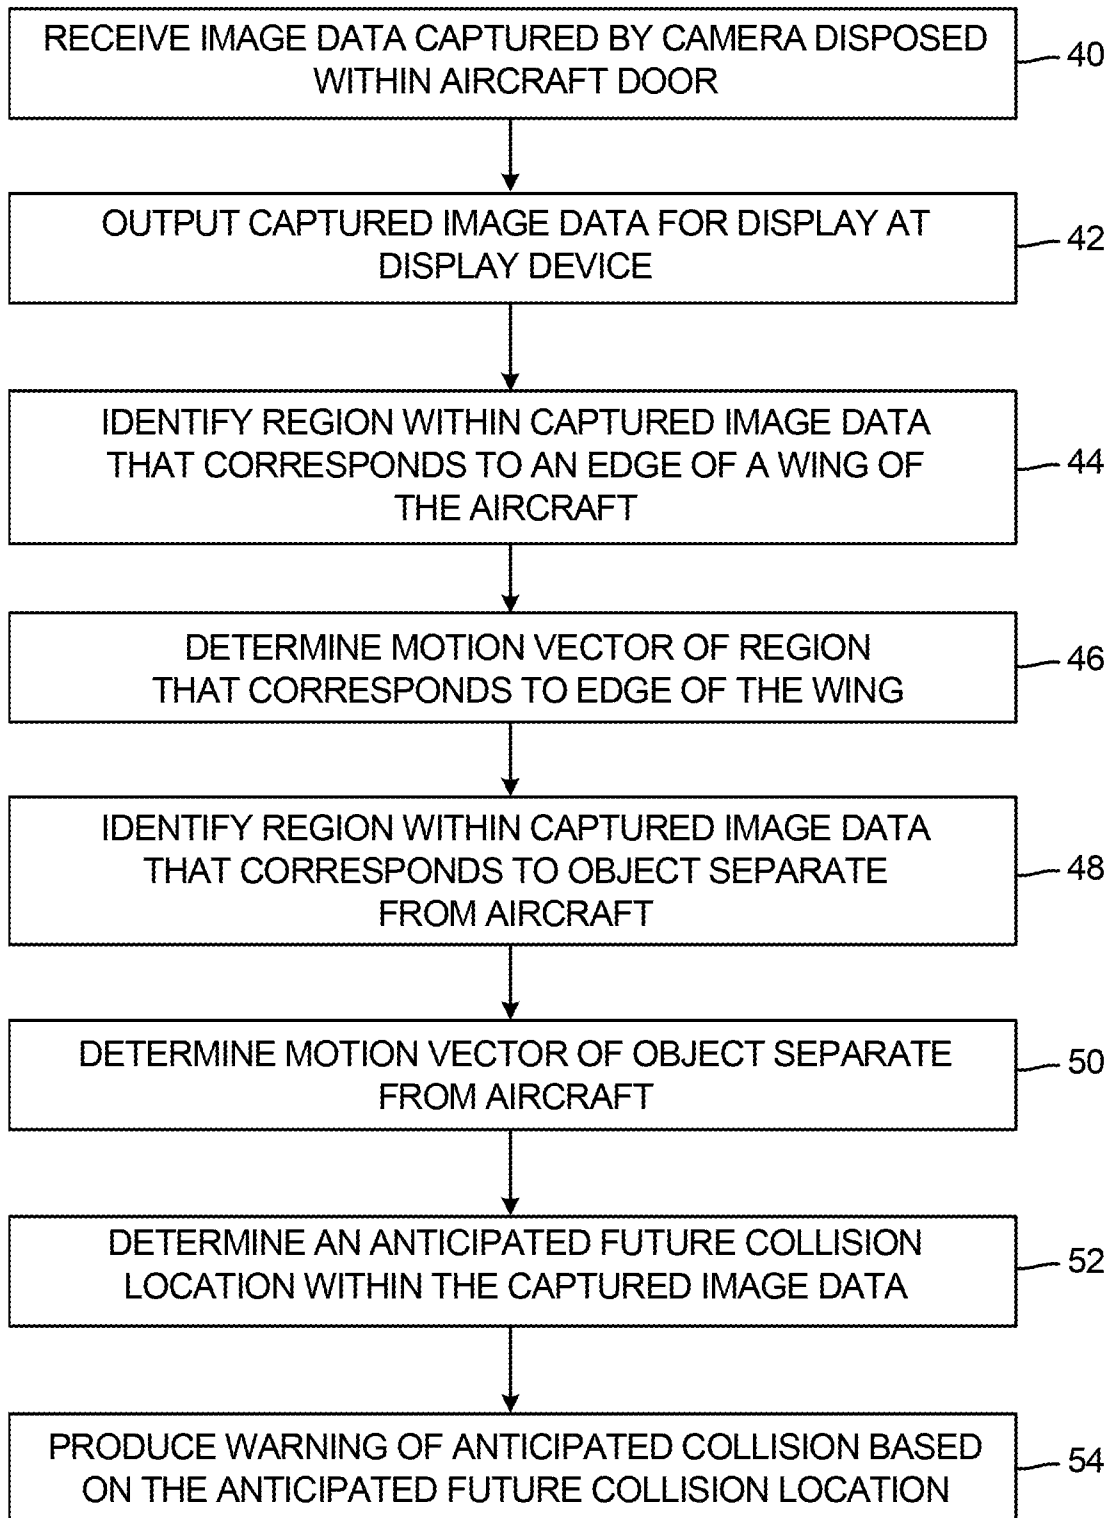 RECEIVE IMAGE DATA CAPTURED BY CAMERA DISPOSED
WITHIN AIRCRAFT DOOR
40
OUTPUT CAPTURED IMAGE DATA FOR DISPLAY AT
DISPLAY DEVICE
42
IDENTIFY REGION WITHIN CAPTURED IMAGE DATA
THAT CORRESPONDS TO AN EDGE OF A WING OF
THE AIRCRAFT
44
DETERMINE MOTION VECTOR OF REGION
THAT CORRESPONDS TO EDGE OF THE WING
46
IDENTIFY REGION WITHIN CAPTURED IMAGE DATA
THAT CORRESPONDS TO OBJECT SEPARATE
FROM AIRCRAFT
48
DETERMINE MOTION VECTOR OF OBJECT SEPARATE
FROM AIRCRAFT
50
DETERMINE AN ANTICIPATED FUTURE COLLISION
LOCATION WITHIN THE CAPTURED IMAGE DATA
52
PRODUCE WARNING OF ANTICIPATED COLLISION BASED
ON THE ANTICIPATED FUTURE COLLISION LOCATION
54